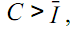 C > Ī ,